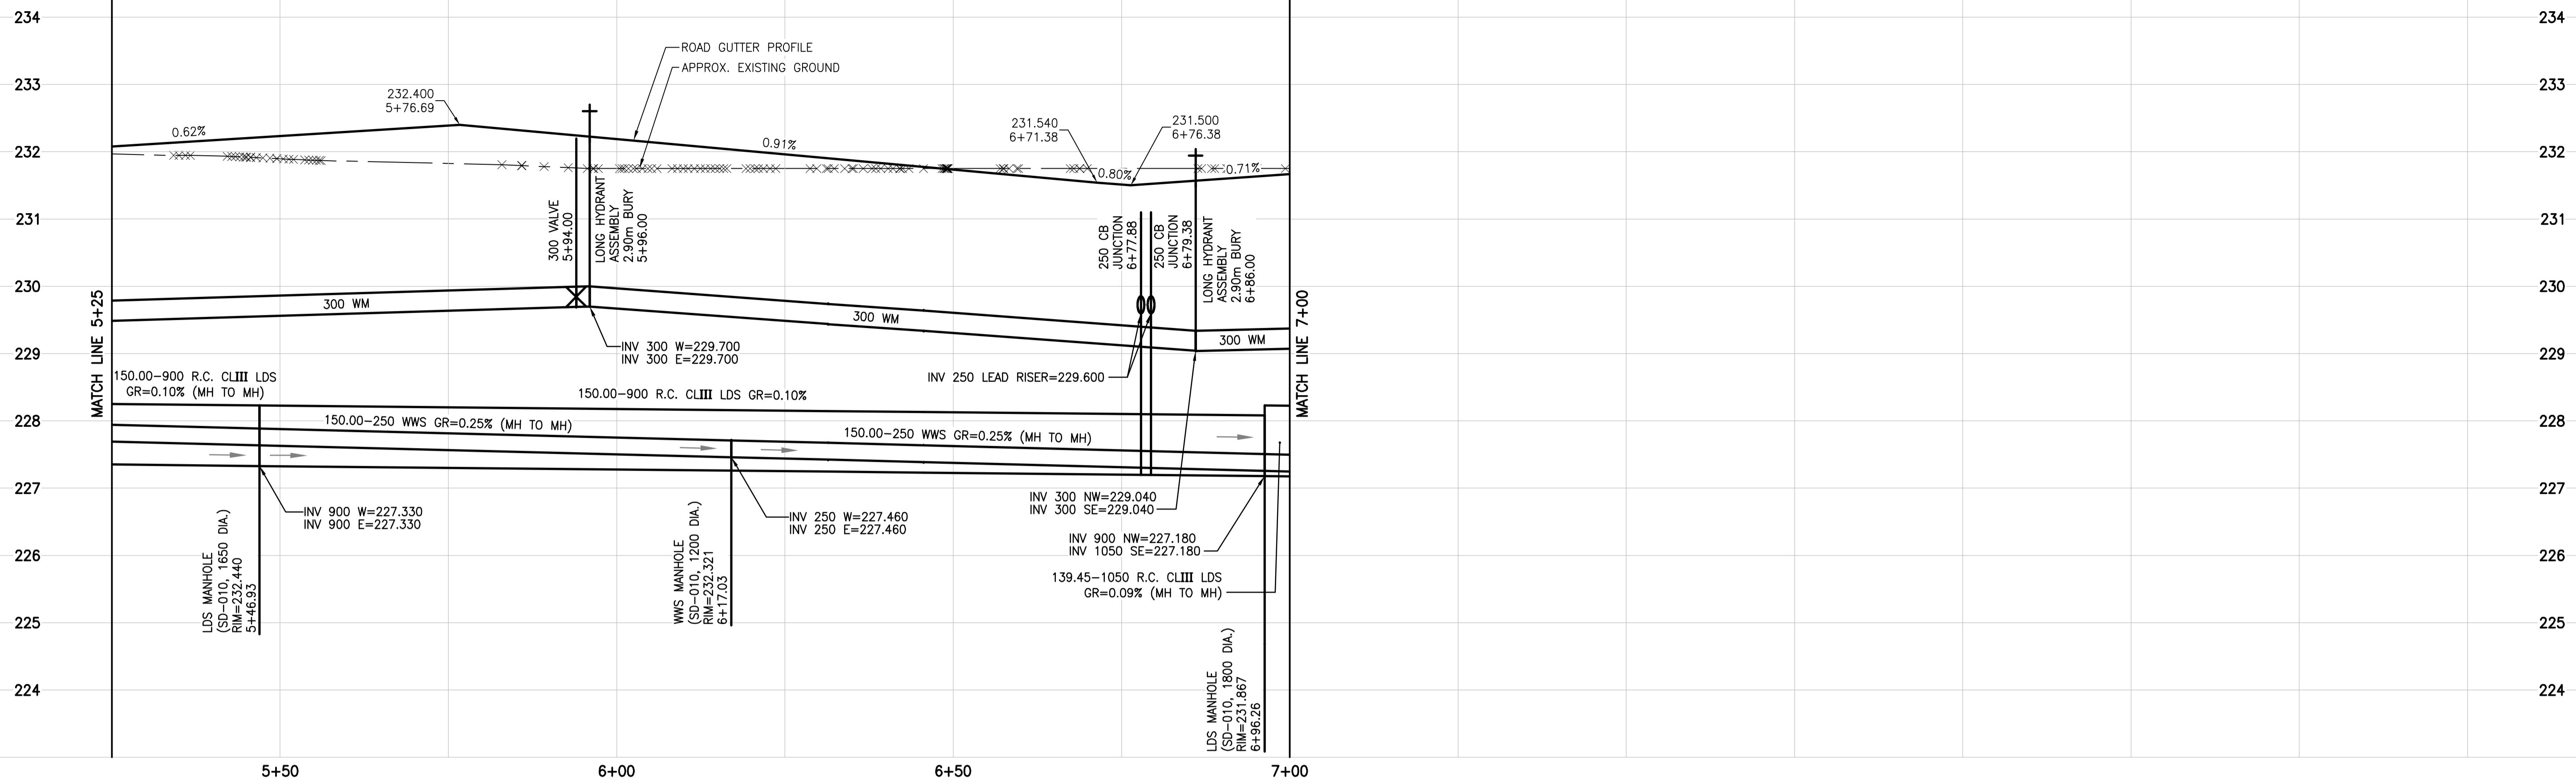 234
234
233
233
232
232
231
231
230
230
229
229
228
228
227
227
226
226
225
225
224
224
ROAD GUTTER PROFILE
APPROX. EXISTING GROUND
232.400
5+76.69
0.62%
0.91%
231.540
6+71.38
231.500
6+76.38
0.80%
0.71%
300 VALVE
5+94.00
LONG HYDRANT
ASSEMBLY
2.90m BURY
5+96.00
250 CB
JUNCTION
6+77.88
250 CB
JUNCTION
6+79.38
LONG HYDRANT
ASSEMBLY
2.90m BURY
6+86.00
MATCH LINE 5+25
MATCH LINE 7+00
300 WM
300 WM
300 WM
INV 300 W=229.700
INV 300 E=229.700
INV 250 LEAD RISER=229.600
150.00-900 R.C. CLIII LDS
GR=0.10% (MH TO MH)
150.00-900 R.C. CLIII LDS GR=0.10%
150.00-250 WWS GR=0.25% (MH TO MH)
150.00-250 WWS GR=0.25% (MH TO MH)
INV 900 W=227.330
INV 900 E=227.330
INV 250 W=227.460
INV 250 E=227.460
INV 300 NW=229.040
INV 300 SE=229.040
INV 900 NW=227.180
INV 1050 SE=227.180
139.45-1050 R.C. CLIII LDS
GR=0.09% (MH TO MH)
LDS MANHOLE
(SD-010, 1650 DIA.)
RIM=232.440
5+46.93
WWS MANHOLE
(SD-010, 1200 DIA.)
RIM=232.321
6+17.03
LDS MANHOLE
(SD-010, 1800 DIA.)
RIM=231.867
6+96.26
5+50
6+00
6+50
7+00